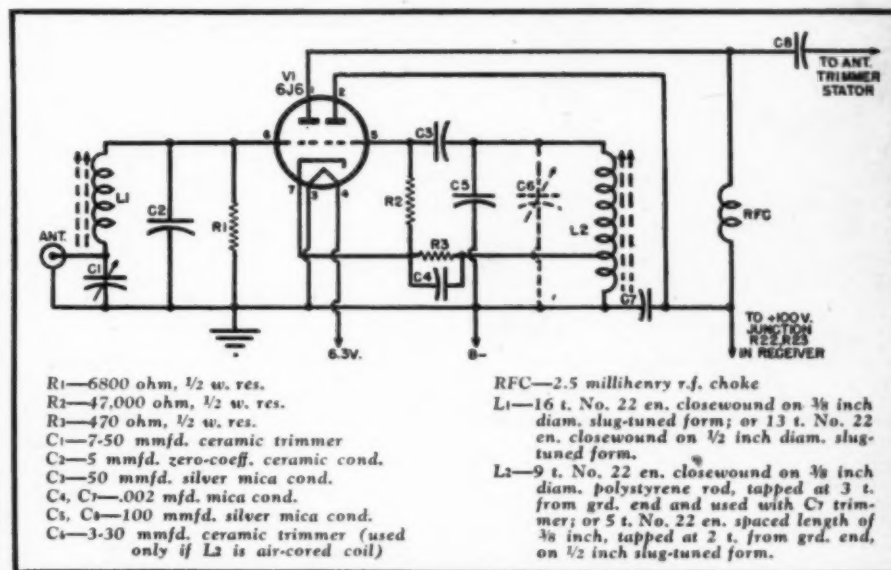 C8
TO ANT.
TRIMMER
STATOR
V1
6J6
1
2
6
5
7
3
4
C3
L1
C2
R1
R2
C5
C6
L2
RFC
ANT.
C1
R3
C4
C7
6.3V.
B-
TO +100V.
JUNCTION
R22, R23
IN RECEIVER
R1—6800 ohm, 1/2 w. res.
R2—47,000 ohm, 1/2 w. res.
R3—470 ohm, 1/2 w. res.
C1—7-50 mmfd. ceramic trimmer
C2—5 mmfd. zero-coeff. ceramic cond.
C3—50 mmfd. silver mica cond.
C4, C7—.002 mfd. mica cond.
C5, C8—100 mmfd. silver mica cond.
C6—3-30 mmfd. ceramic trimmer (used
only if L2 is air-cored coil)
RFC—2.5 millihenry r.f. choke
L1—16 t. No. 22 en. closewound on 3/8 inch
diam. slug-tuned form; or 13 t. No. 22
en. closewound on 1/2 inch diam. slug-
tuned form.
L2—9 t. No. 22 en. closewound on 3/8 inch
diam. polystyrene rod, tapped at 3 t.
from grd. end and used with C7 trim-
mer; or 5 t. No. 22 en. spaced length of
3/8 inch, tapped at 2 t. from grd. end,
on 1/2 inch slug-tuned form.